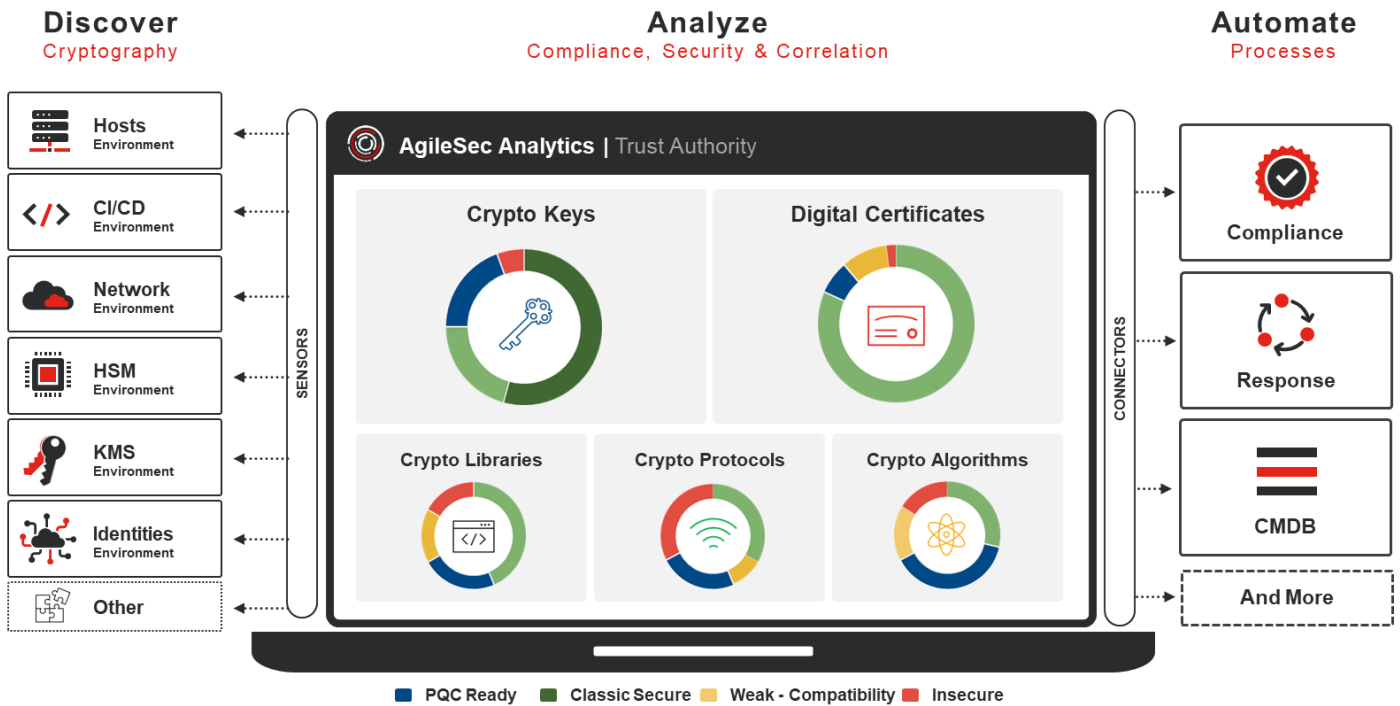 Discover
Cryptography
Analyze
Compliance, Security & Correlation
Automate
Processes
Hosts
Environment
CI/CD
Environment
Network
Environment
HSM
Environment
KMS
Environment
Identities
Environment
Other
SENSORS
AgileSec Analytics | Trust Authority
Crypto Keys
Digital Certificates
Crypto Libraries
Crypto Protocols
Crypto Algorithms
CONNECTORS
Compliance
Response
CMDB
And More
PQC Ready
Classic Secure
Weak - Compatibility
Insecure